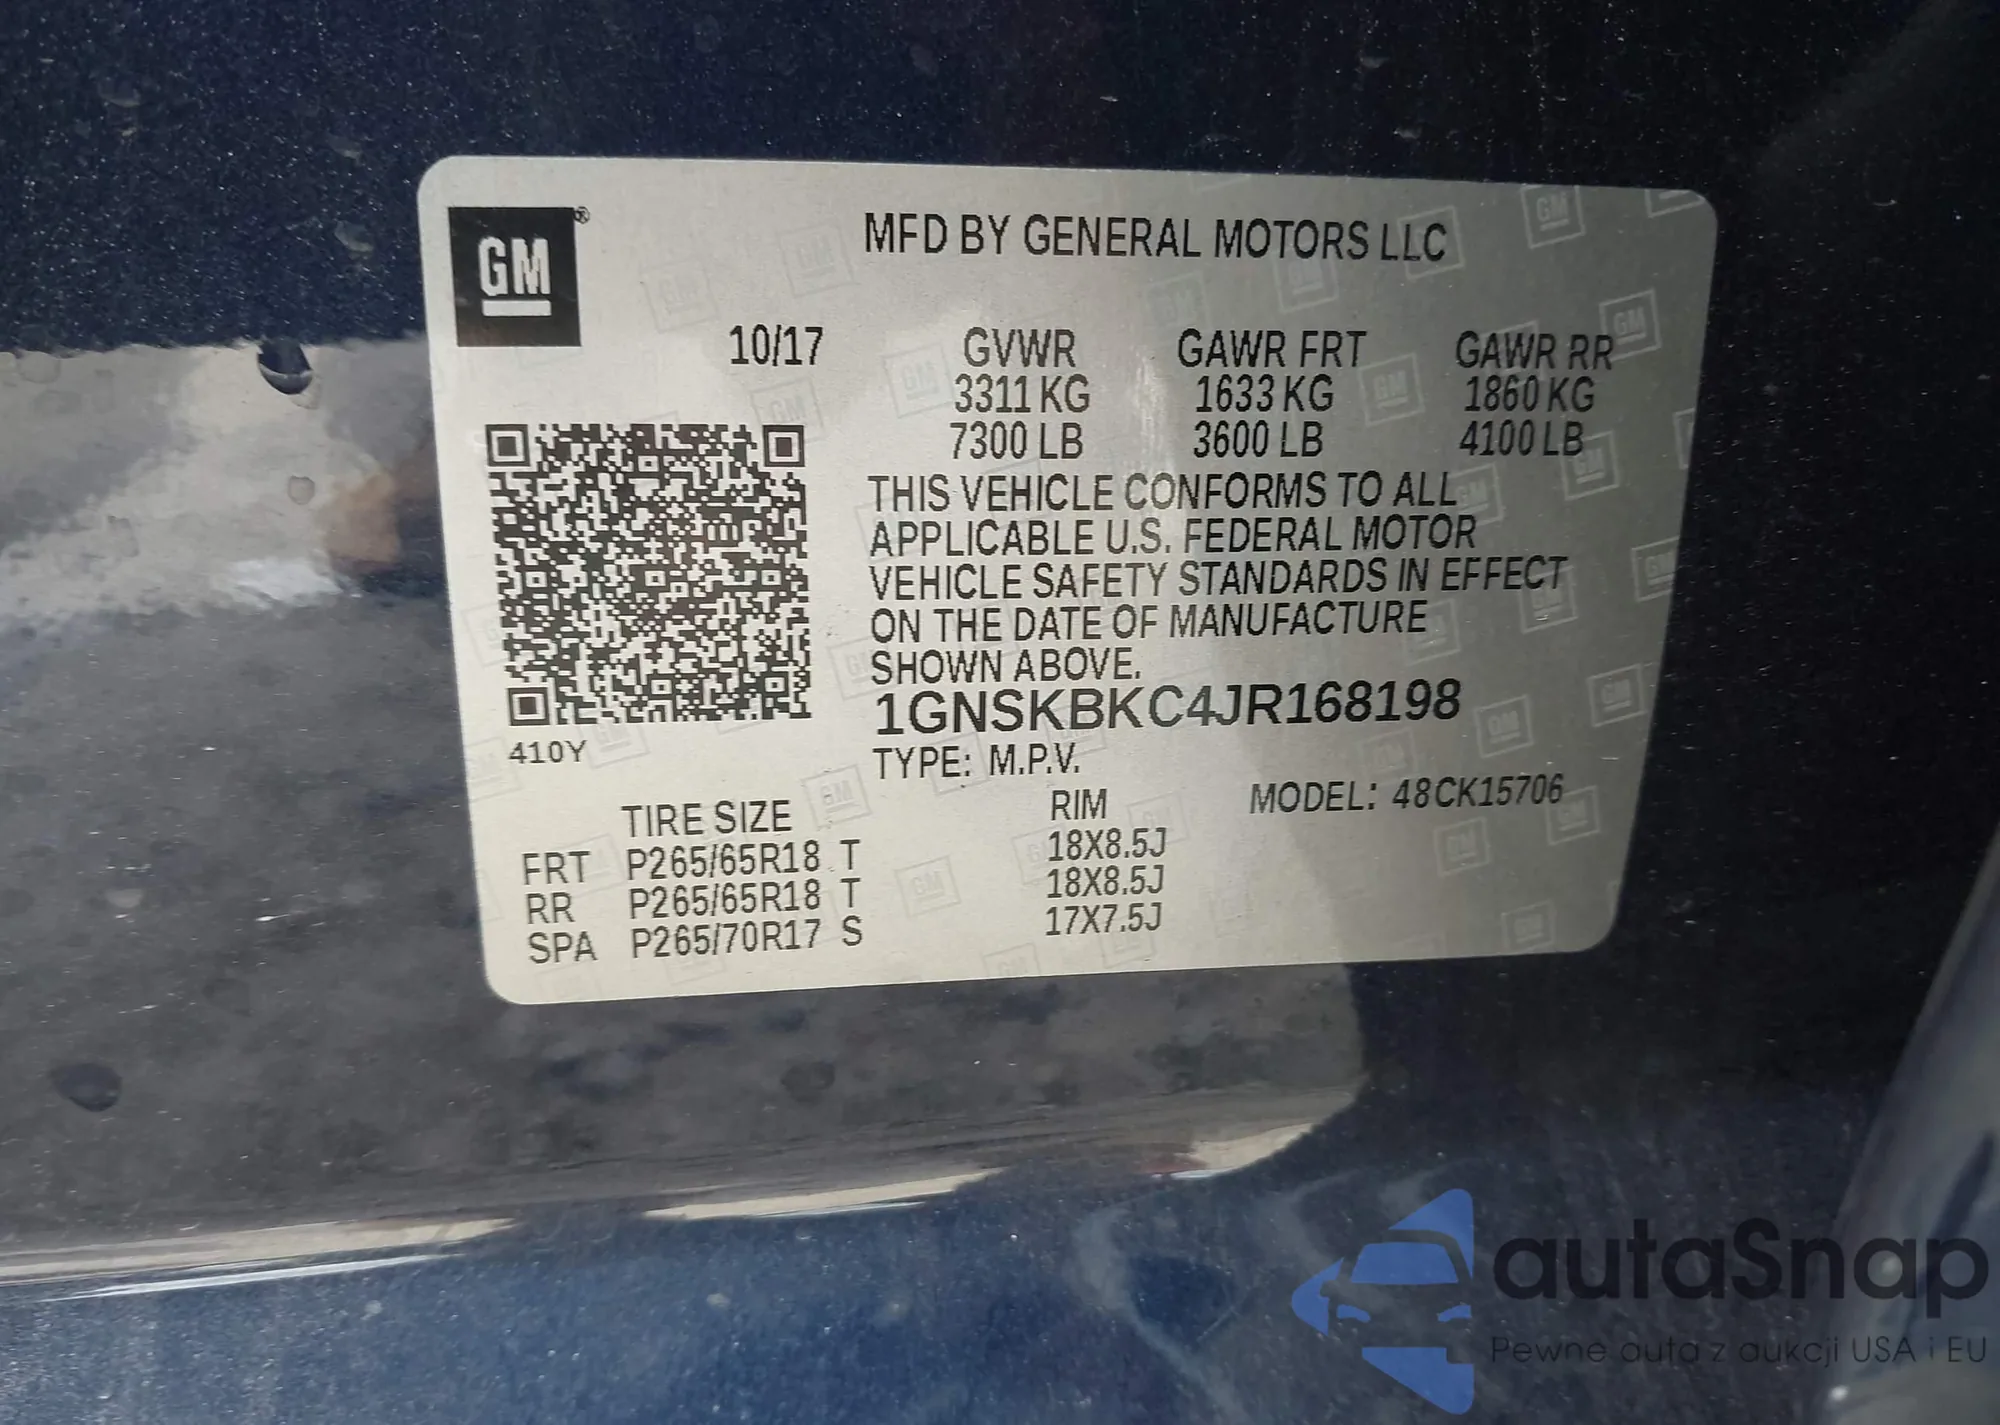 GM®
MFD BY GENERAL MOTORS LLC
10/17 GVWR GAWR FRT GAWR RR
3311 KG 1633 KG 1860 KG
7300 LB 3600 LB 4100 LB
THIS VEHICLE CONFORMS TO ALL
APPLICABLE U.S. FEDERAL MOTOR
VEHICLE SAFETY STANDARDS IN EFFECT
ON THE DATE OF MANUFACTURE
SHOWN ABOVE.
1GNSKBKC4JR168198
410Y
TYPE: M.P.V.
MODEL: 48CK15706
TIRE SIZE RIM
FRT P265/65R18 T 18X8.5J
RR P265/65R18 T 18X8.5J
SPA P265/70R17 S 17X7.5J
autaSnap
Pewne auta z aukcji USA i EU